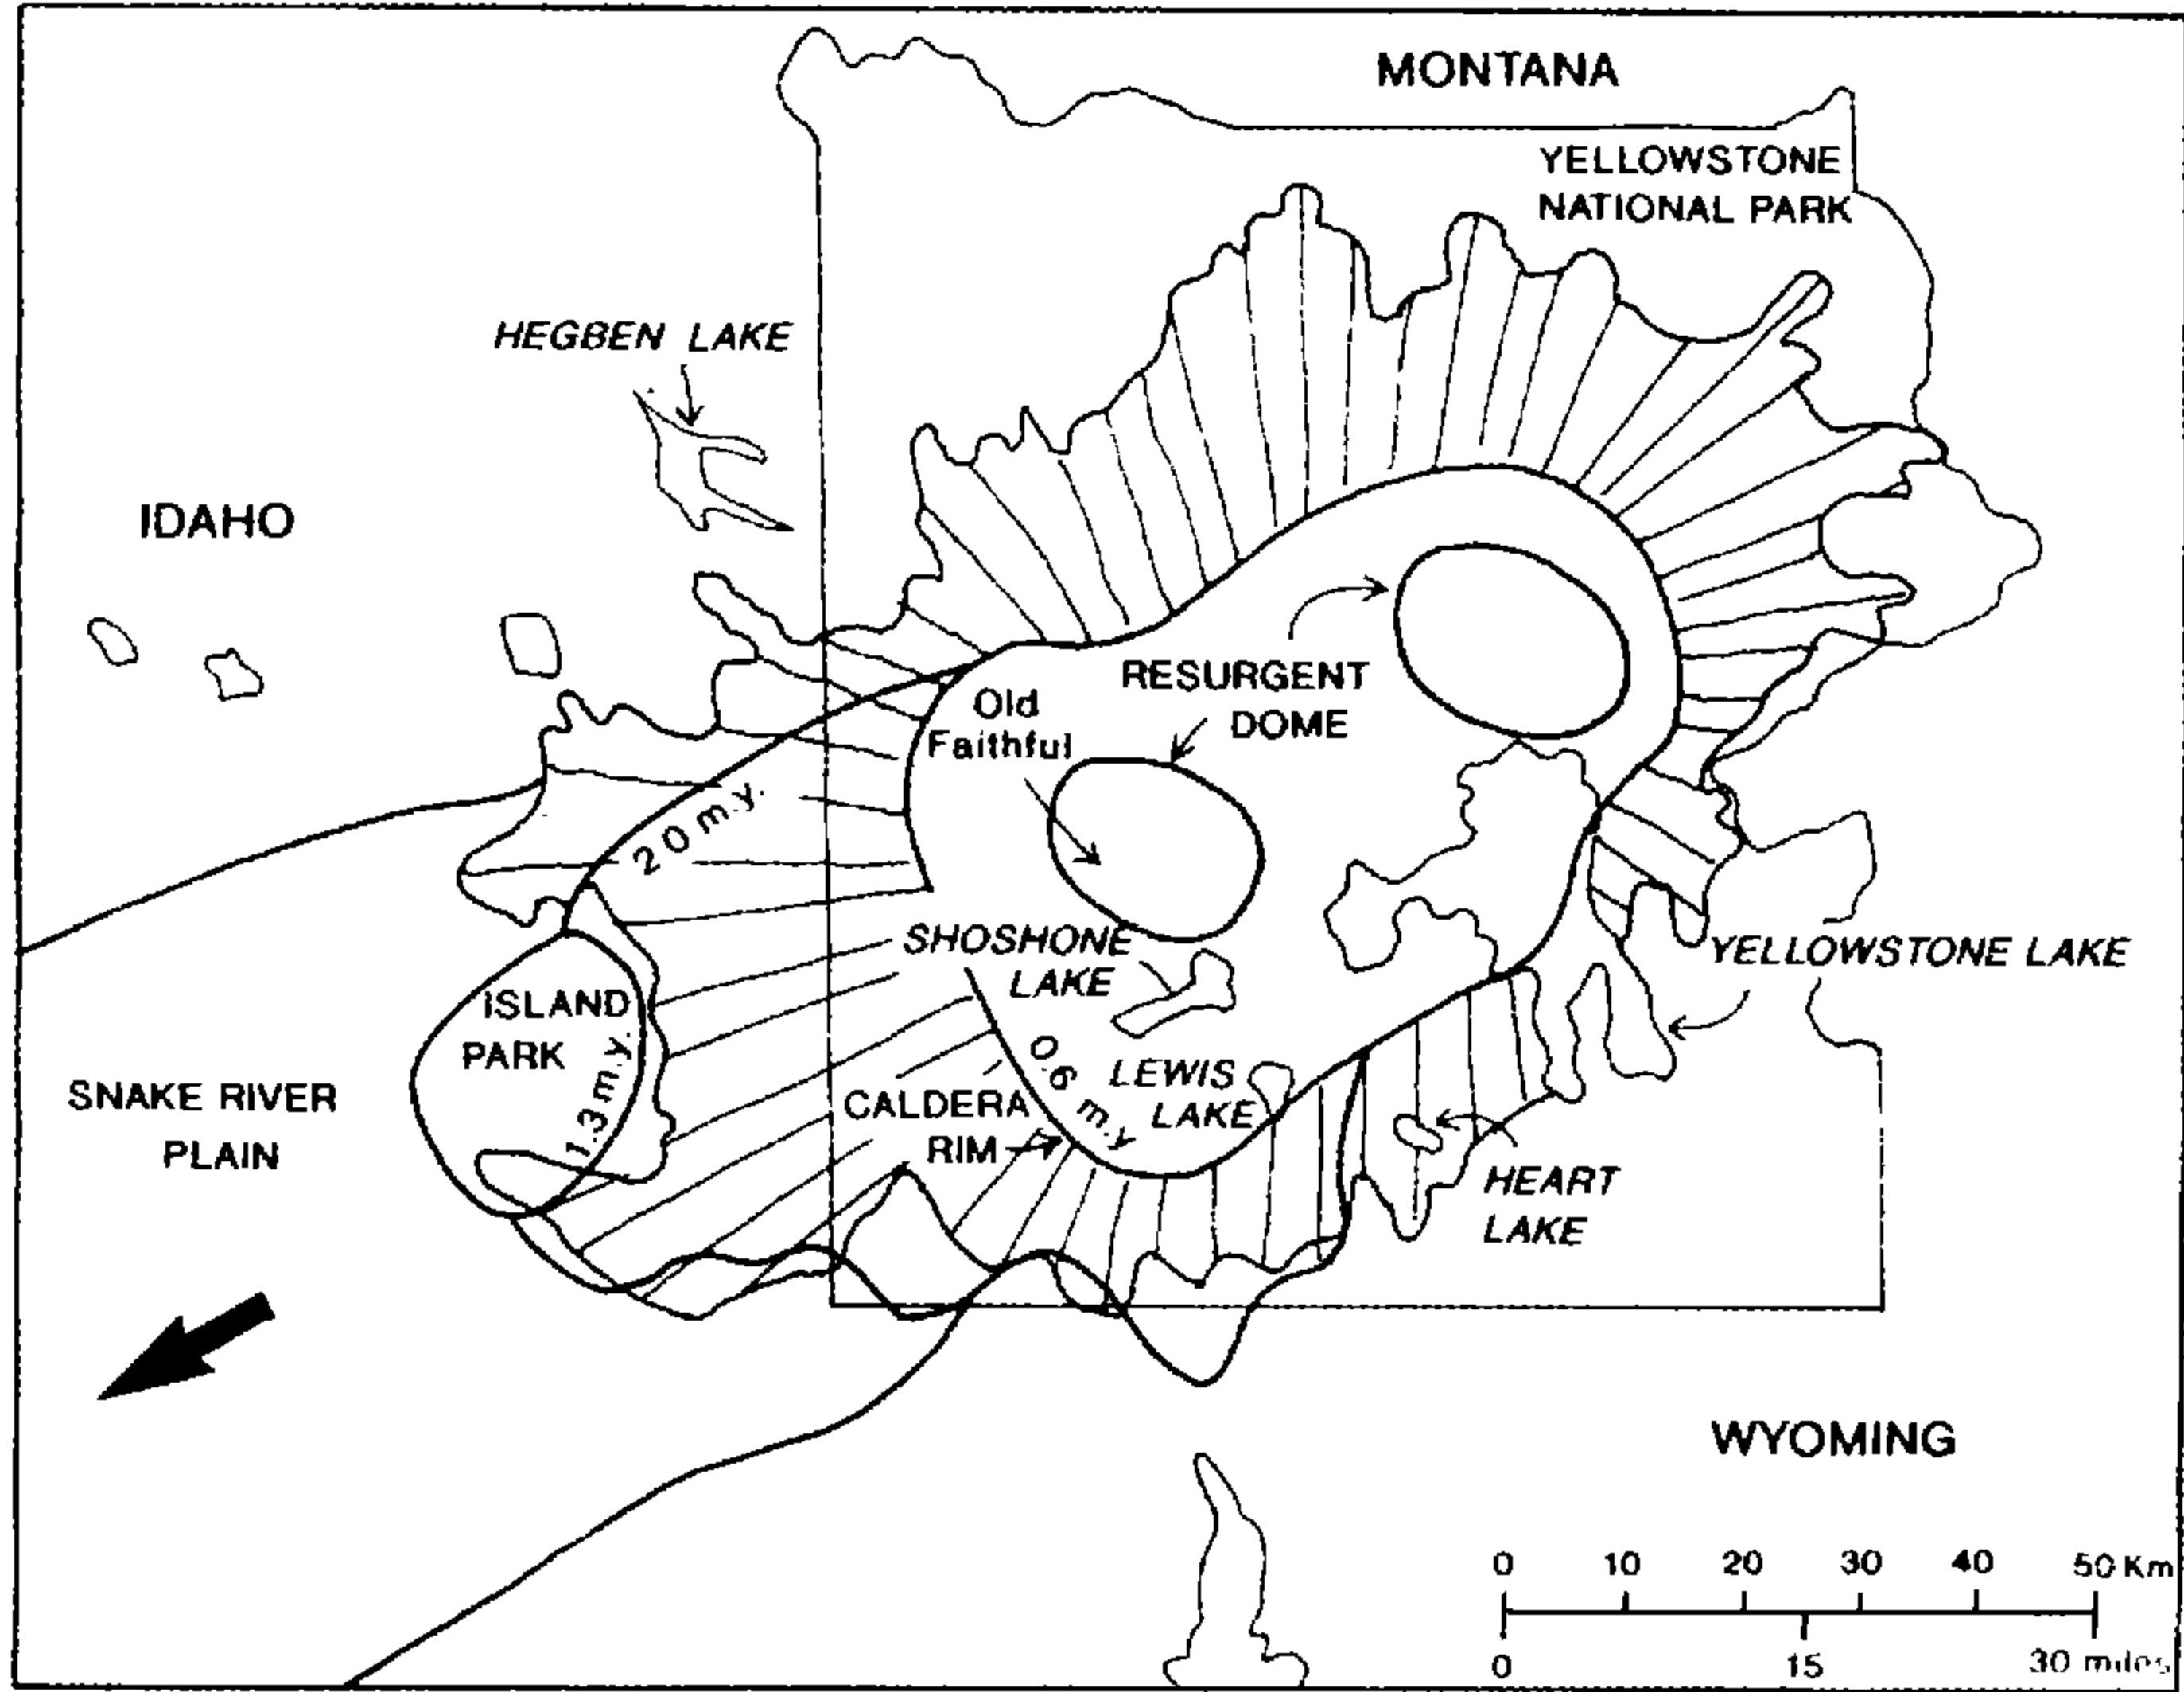 MONTANA
YELLOWSTONE
NATIONAL PARK
HEGBEN LAKE
IDAHO
RESURGENT
DOME
Old
Faithful
2.0 m.y.
SHOSHONE
LAKE
YELLOWSTONE LAKE
ISLAND
PARK
1.3 m.y.
0.6 m.y
LEWIS
LAKE
SNAKE RIVER
PLAIN
CALDERA
RIM
HEART
LAKE
WYOMING
0 10 20 30 40 50 Km
0 15 30 miles